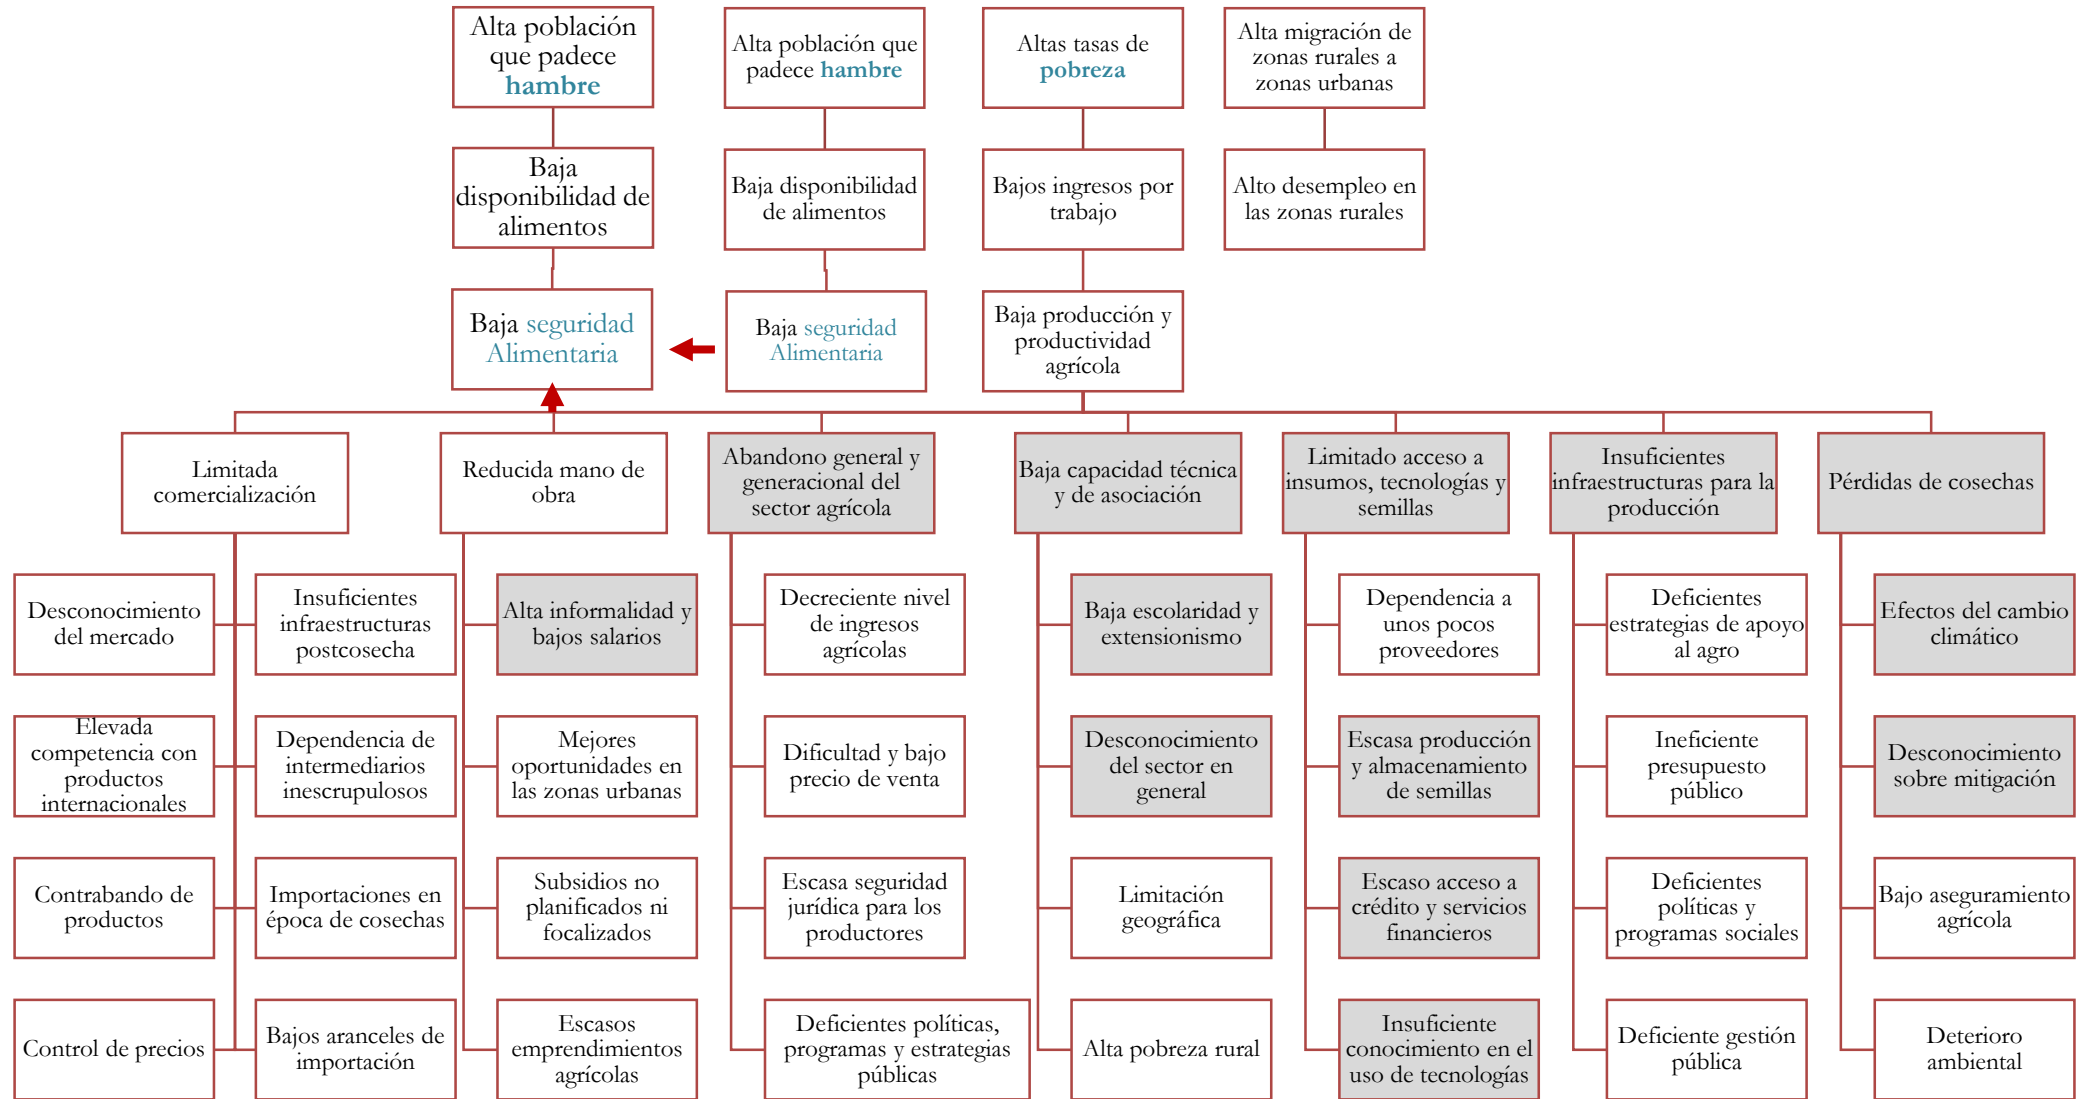 Alta población
que padece
hambre
Alta población que
padece hambre
Altas tasas de
pobreza
Alta migración de
zonas rurales a
zonas urbanas
Baja
disponibilidad de
alimentos
Baja disponibilidad
de alimentos
Bajos ingresos por
trabajo
Alto desempleo en
las zonas rurales
Baja seguridad
Alimentaria
Baja seguridad
Alimentaria
Baja producción y
productividad
agrícola
Limitada
comercialización
Reducida mano de
obra
Abandono general y
generacional del
sector agrícola
Baja capacidad técnica
y de asociación
Limitado acceso a
insumos, tecnologías y
semillas
Insuficientes
infraestructuras para la
producción
Pérdidas de cosechas
Desconocimiento
del mercado
Insuficientes
infraestructuras
postcosecha
Alta informalidad y
bajos salarios
Decreciente nivel
de ingresos
agrícolas
Baja escolaridad y
extensionismo
Dependencia a
unos pocos
proveedores
Deficientes
estrategias de apoyo
al agro
Efectos del cambio
climático
Elevada
competencia con
productos
internacionales
Dependencia de
intermediarios
inescrupulosos
Mejores
oportunidades en
las zonas urbanas
Dificultad y bajo
precio de venta
Desconocimiento
del sector en
general
Escasa producción
y almacenamiento
de semillas
Ineficiente
presupuesto
público
Desconocimiento
sobre mitigación
Contrabando de
productos
Importaciones en
época de cosechas
Subsidios no
planificados ni
focalizados
Escasa seguridad
jurídica para los
productores
Limitación
geográfica
Escaso acceso a
crédito y servicios
financieros
Deficientes
políticas y
programas sociales
Bajo aseguramiento
agrícola
Control de precios
Bajos aranceles de
importación
Escasos
emprendimientos
agrícolas
Deficientes políticas,
programas y estrategias
públicas
Alta pobreza rural
Insuficiente
conocimiento en el
uso de tecnologías
Deficiente gestión
pública
Deterioro
ambiental